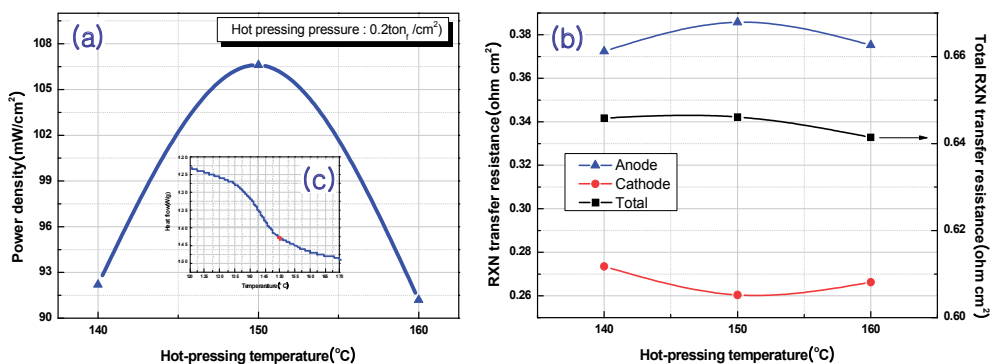 (a)
Hot pressing pressure : 0.2ton_f /cm²)
Power density(mW/cm²)
108
105
102
99
96
93
90
140
150
160
Hot-pressing temperature(°C)
(c)
Heat flow(W/g)
Temperature(°C)
(b)
RXN transfer resistance(ohm cm²)
0.38
0.36
0.34
0.32
0.30
0.28
0.26
Anode
Cathode
Total
140
150
160
Hot-pressing temperature(°C)
Total RXN transfer
resistance(ohm cm²)
0.66
0.64
0.62
0.60